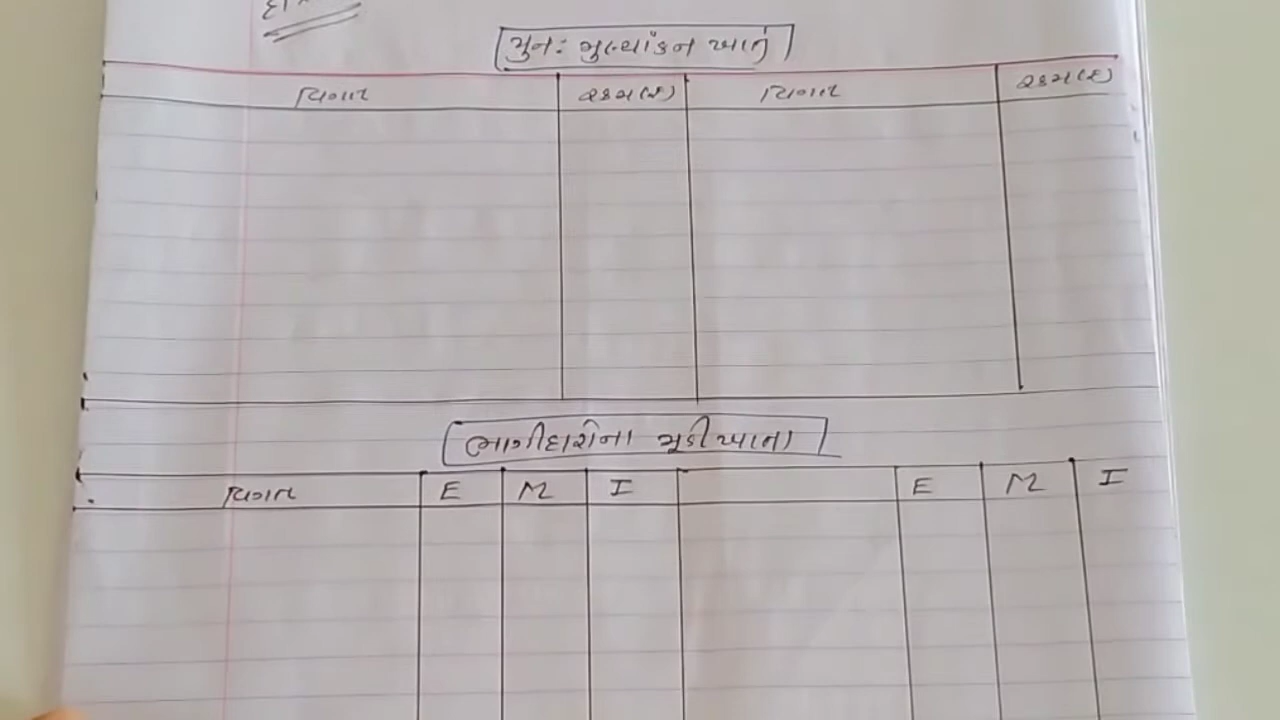 પુનઃ મુલ્યાંકન ખાતું
વિગત રકમ(₹) વિગત રકમ(₹)
ભાગીદારોના મૂડી ખાતા
વિગત E M I E M I